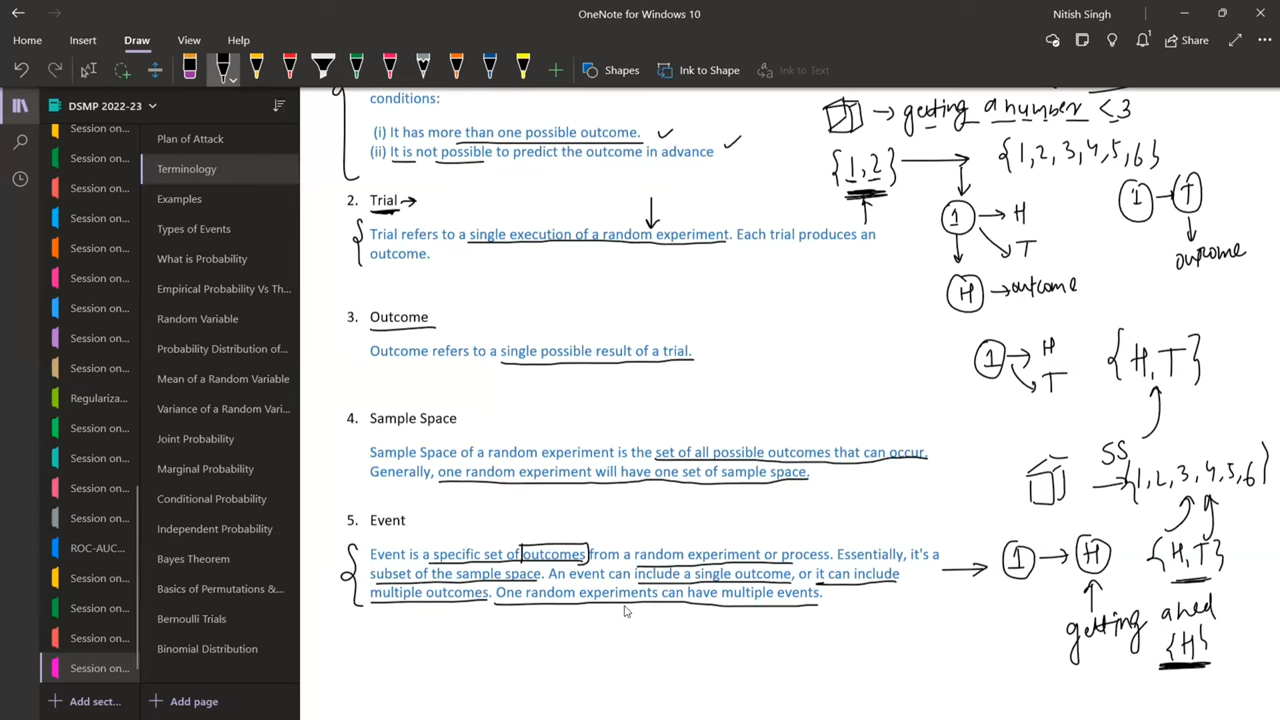 OneNote for Windows 10
Nitish Singh
Home
Insert
Draw
View
Help
Share
Shapes
Ink to Shape
Ink to Text
DSMP 2022-23
Session on...
Session on...
Session on...
Session on...
Session on...
Session on...
Session on...
Session on...
Session on...
Regulariza...
Session on...
Session on...
Session on...
Session on...
ROC-AUC...
Session on...
Session on...
Session on...
Session on...
Add sect...
Plan of Attack
Terminology
Examples
Types of Events
What is Probability
Empirical Probability Vs Th...
Random Variable
Probability Distribution of...
Mean of a Random Variable
Variance of a Random Vari...
Joint Probability
Marginal Probability
Conditional Probability
Independent Probability
Bayes Theorem
Basics of Permutations &...
Bernoulli Trials
Binomial Distribution
Add page
conditions:
(i) It has more than one possible outcome.
(ii) It is not possible to predict the outcome in advance
2. Trial
Trial refers to a single execution of a random experiment. Each trial produces an
outcome.
3. Outcome
Outcome refers to a single possible result of a trial.
4. Sample Space
Sample Space of a random experiment is the set of all possible outcomes that can occur.
Generally, one random experiment will have one set of sample space.
5. Event
Event is a specific set of outcomes from a random experiment or process. Essentially, it's a
subset of the sample space. An event can include a single outcome, or it can include
multiple outcomes. One random experiments can have multiple events.
→ getting a number <3
{1,2} → {1,2,3,4,5,6}
1 → H
T
H → outcome
1 → T
outcome
1 → H
T
{H,T}
SS
→ {1,2,3,4,5,6}
→ 1 → H {H,T}
getting a hed
{H}